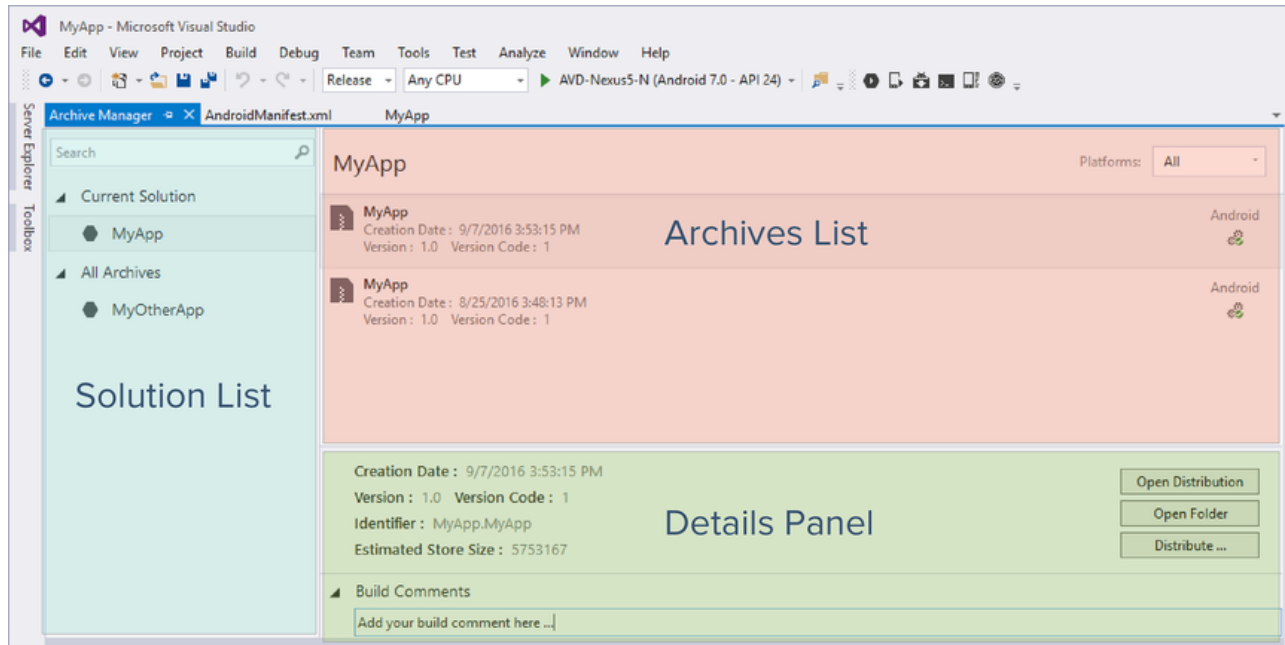 MyApp - Microsoft Visual Studio
File Edit View Project Build Debug Team Tools Test Analyze Window Help
Release Any CPU AVD-Nexus5-N (Android 7.0 - API 24)
Server Explorer
Toolbox
Archive Manager AndroidManifest.xml MyApp
Search
Current Solution
MyApp
All Archives
MyOtherApp
Solution List
MyApp
Platforms: All
MyApp
Creation Date : 9/7/2016 3:53:15 PM
Version : 1.0 Version Code : 1
Android
Archives List
MyApp
Creation Date : 8/25/2016 3:48:13 PM
Version : 1.0 Version Code : 1
Android
Creation Date : 9/7/2016 3:53:15 PM
Version : 1.0 Version Code : 1
Identifier : MyApp.MyApp
Estimated Store Size : 5753167
Details Panel
Open Distribution
Open Folder
Distribute ...
Build Comments
Add your build comment here ...